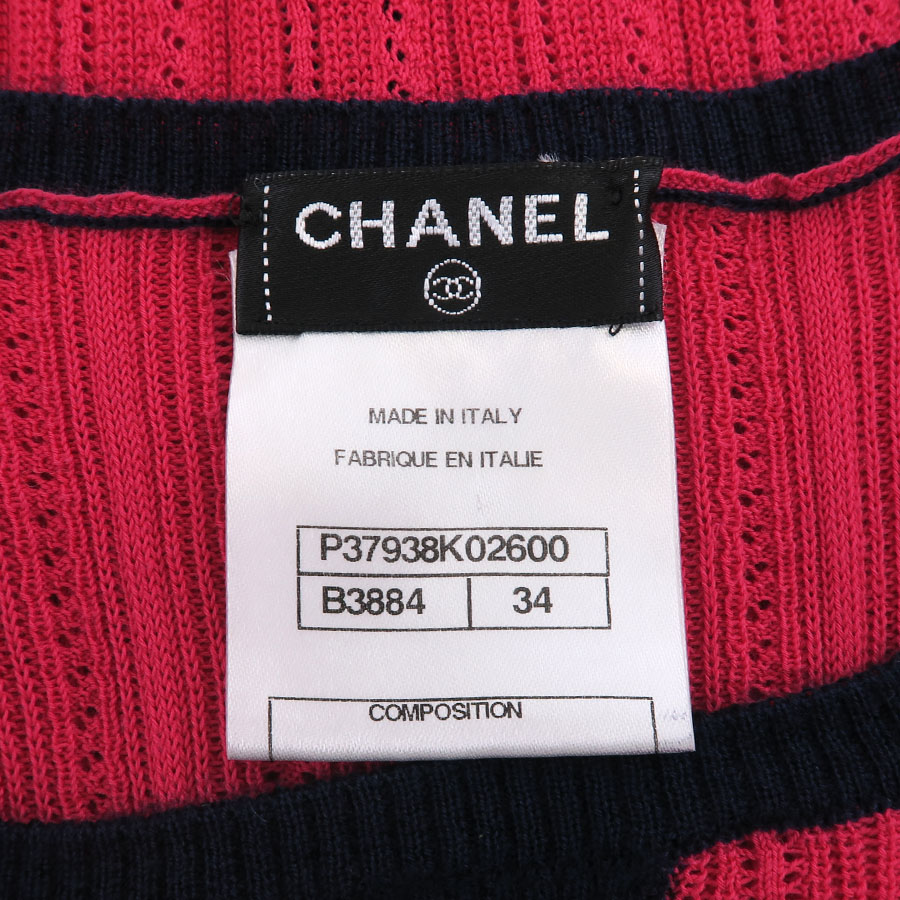 CHANEL
MADE IN ITALY
FABRIQUE EN ITALIE
P37938K02600
B3884 34
COMPOSITION